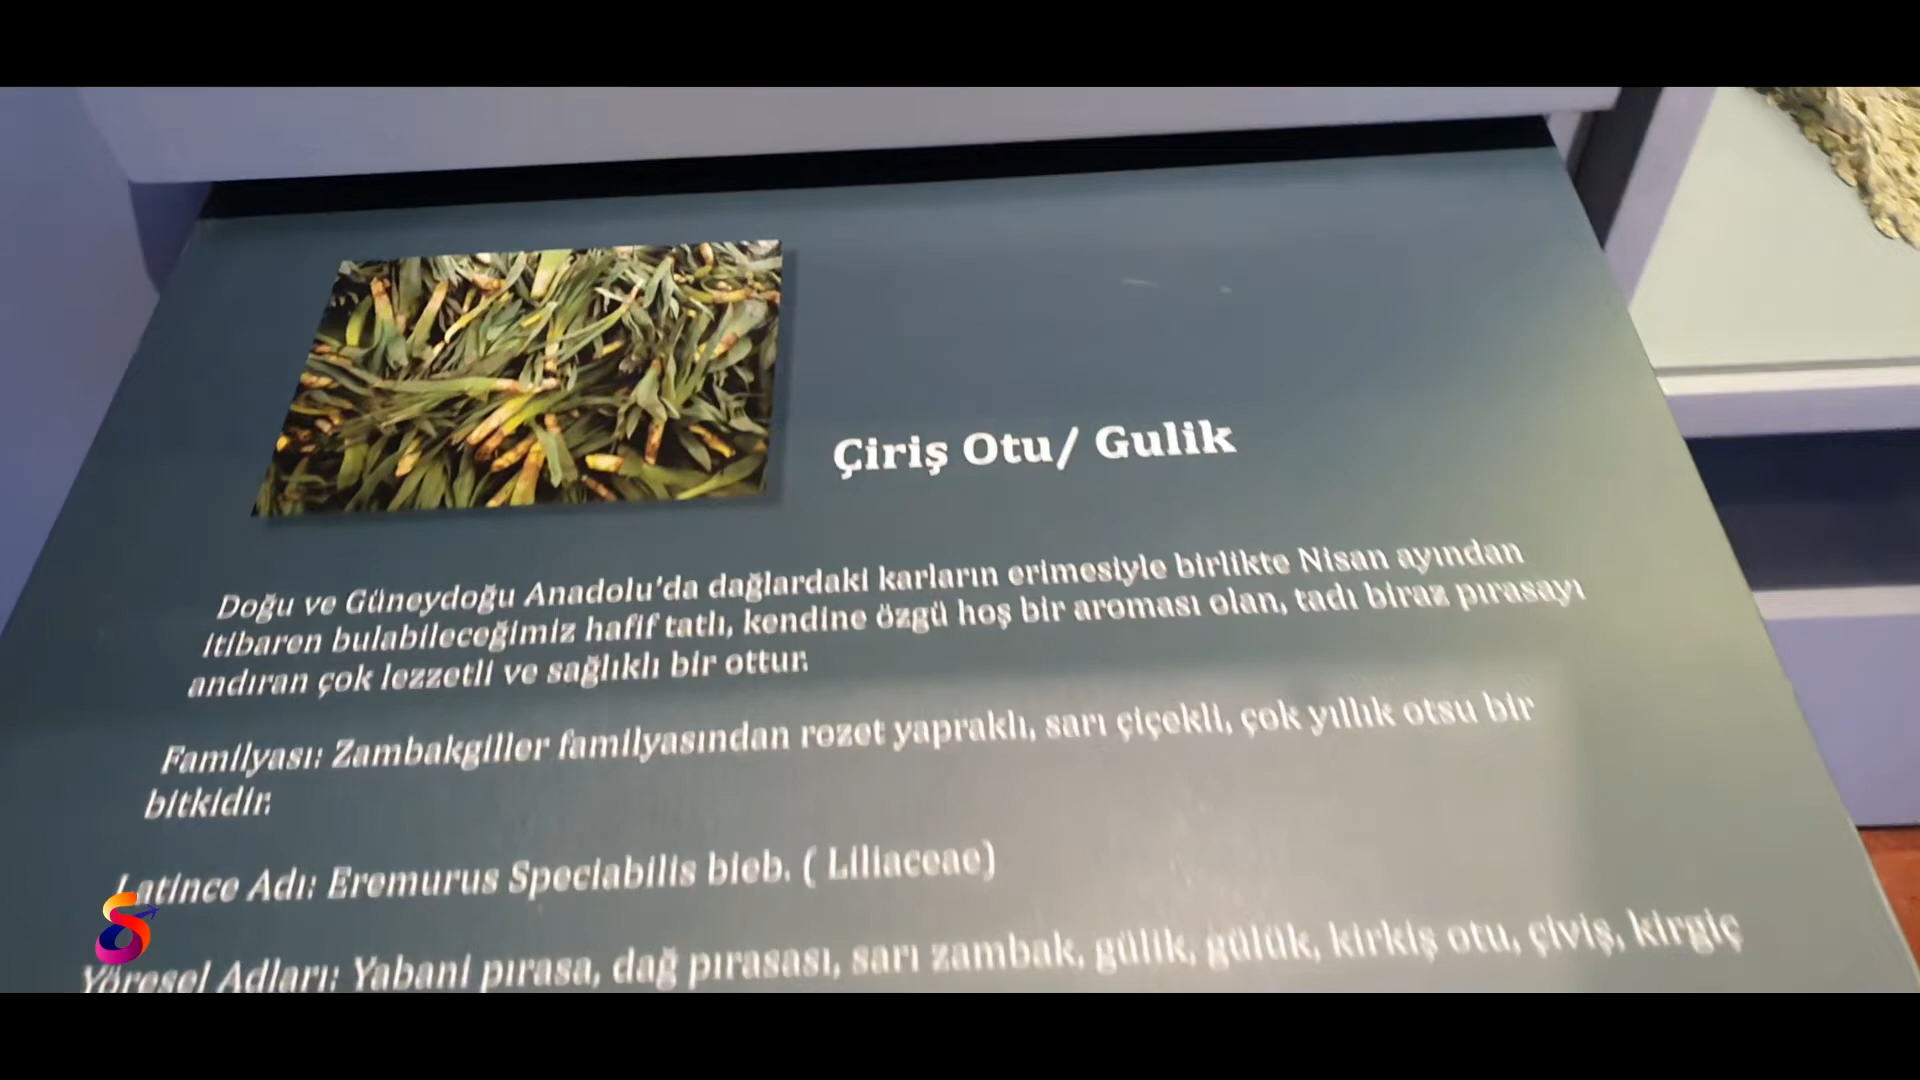 Çiriş Otu/ Gulik
Doğu ve Güneydoğu Anadolu'da dağlardaki karların erimesiyle birlikte Nisan ayından
itibaren bulabileceğimiz hafif tatlı, kendine özgü hoş bir aroması olan, tadı biraz pırasayı
andıran çok lezzetli ve sağlıklı bir ottur.
Familyası: Zambakgiller familyasından rozet yapraklı, sarı çiçekli, çok yıllık otsu bir
bitkidir.
Latince Adı: Eremurus Speciabilis bieb. ( Liliaceae)
Yöresel Adları: Yabani pırasa, dağ pırasası, sarı zambak, gülik, gülük, kirkiş otu, çiviş, kirgiç